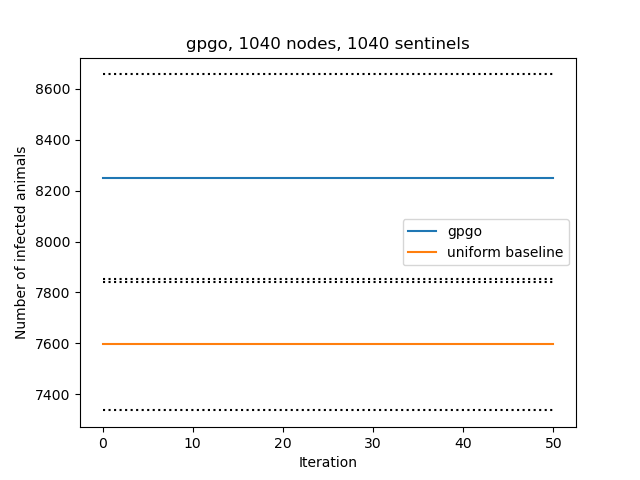 gpgo, 1040 nodes, 1040 sentinels
8600
8400
8200
8000
7800
7600
7400
Number of infected animals
gpgo
uniform baseline
0 10 20 30 40 50
Iteration